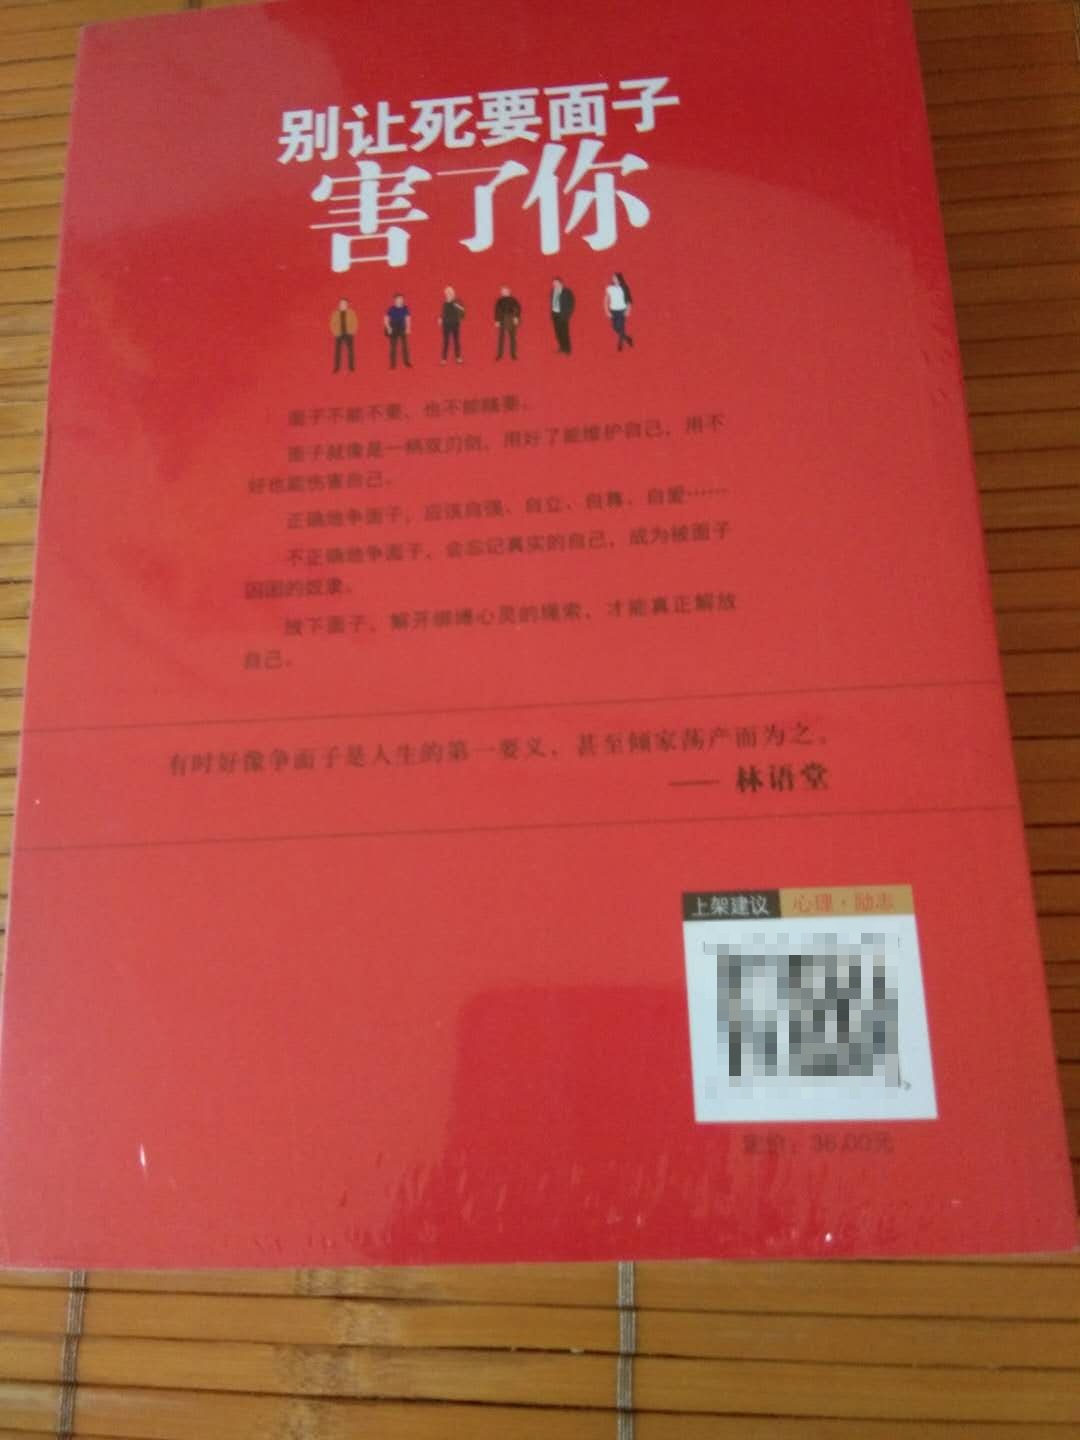 别让死要面子
害了你
面子不能不要，也不能瞎要。
面子就像是一柄双刃剑，用好了能维护自己，用不
好也能伤害自己。
正确地争面子，应该自强、自立、自尊、自爱……
不正确地争面子，会忘记真实的自己，成为被面子
囚困的奴隶。
放下面子，解开绑缚心灵的绳索，才能真正解放
自己。
有时好像争面子是人生的第一要义，甚至倾家荡产而为之。
—— 林语堂
上架建议 心理·励志
定价：36.00元